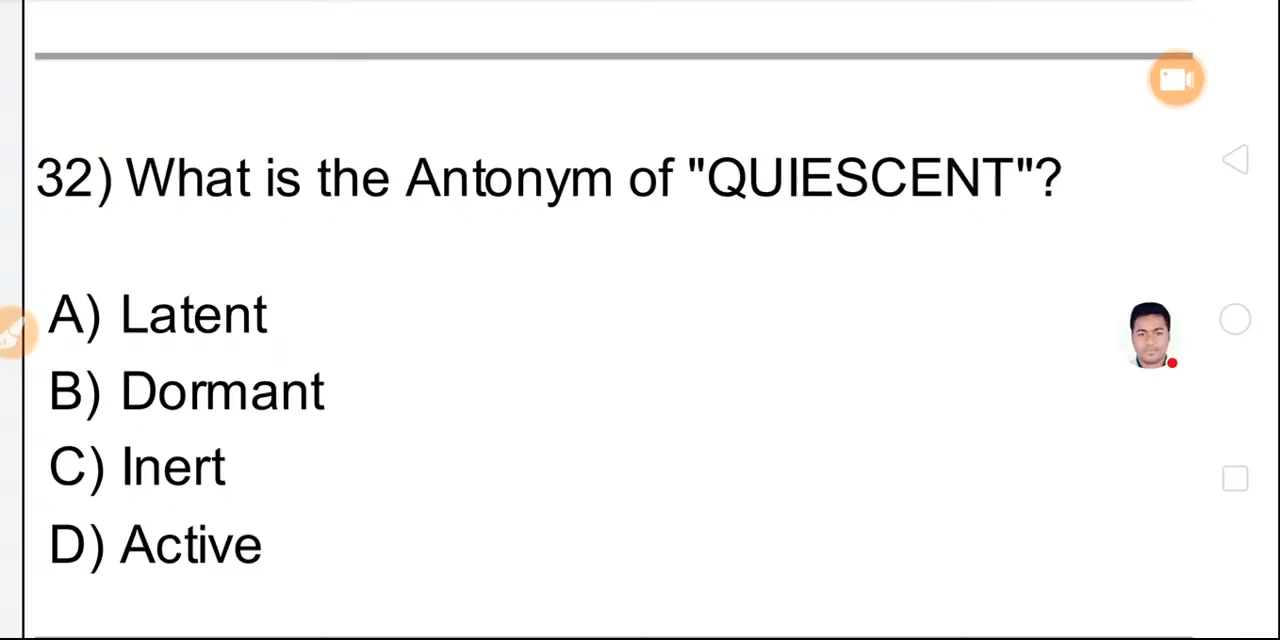 32) What is the Antonym of "QUIESCENT"?
A) Latent
B) Dormant
C) Inert
D) Active